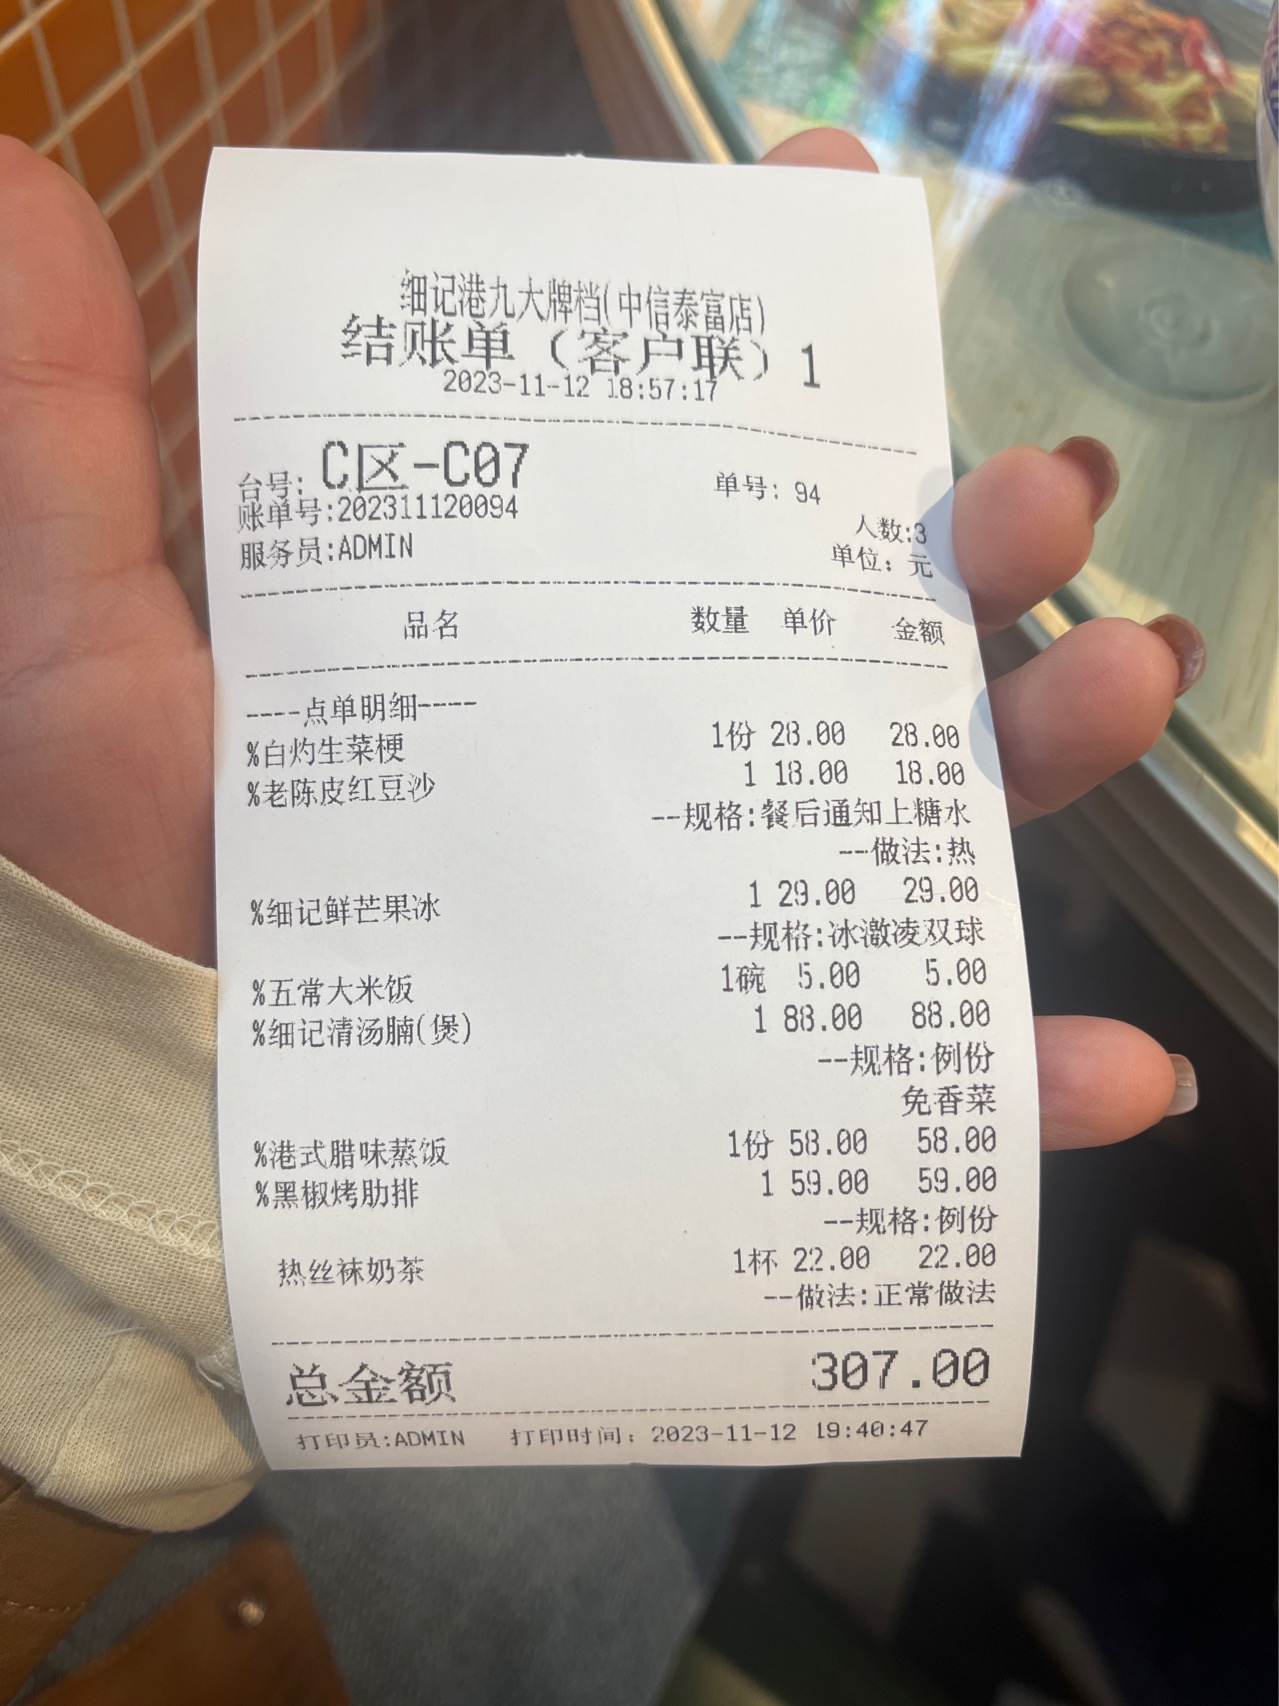 细记港九大牌档(中信泰富店)
结账单（客户联）1
2023-11-12 18:57:17
台号: C区-C07 单号: 94
账单号:202311120094 人数:3
服务员:ADMIN 单位: 元
品名 数量 单价 金额
----点单明细----
%白灼生菜梗 1份 28.00 28.00
%老陈皮红豆沙 1 18.00 18.00
--规格:餐后通知上糖水
--做法:热
%细记鲜芒果冰 1 29.00 29.00
--规格:冰激凌双球
%五常大米饭 1碗 5.00 5.00
%细记清汤腩(煲) 1 88.00 88.00
--规格:例份
免香菜
%港式腊味蒸饭 1份 58.00 58.00
%黑椒烤肋排 1 59.00 59.00
--规格:例份
热丝袜奶茶 1杯 22.00 22.00
--做法:正常做法
总金额 307.00
打印员:ADMIN 打印时间: 2023-11-12 19:40:47